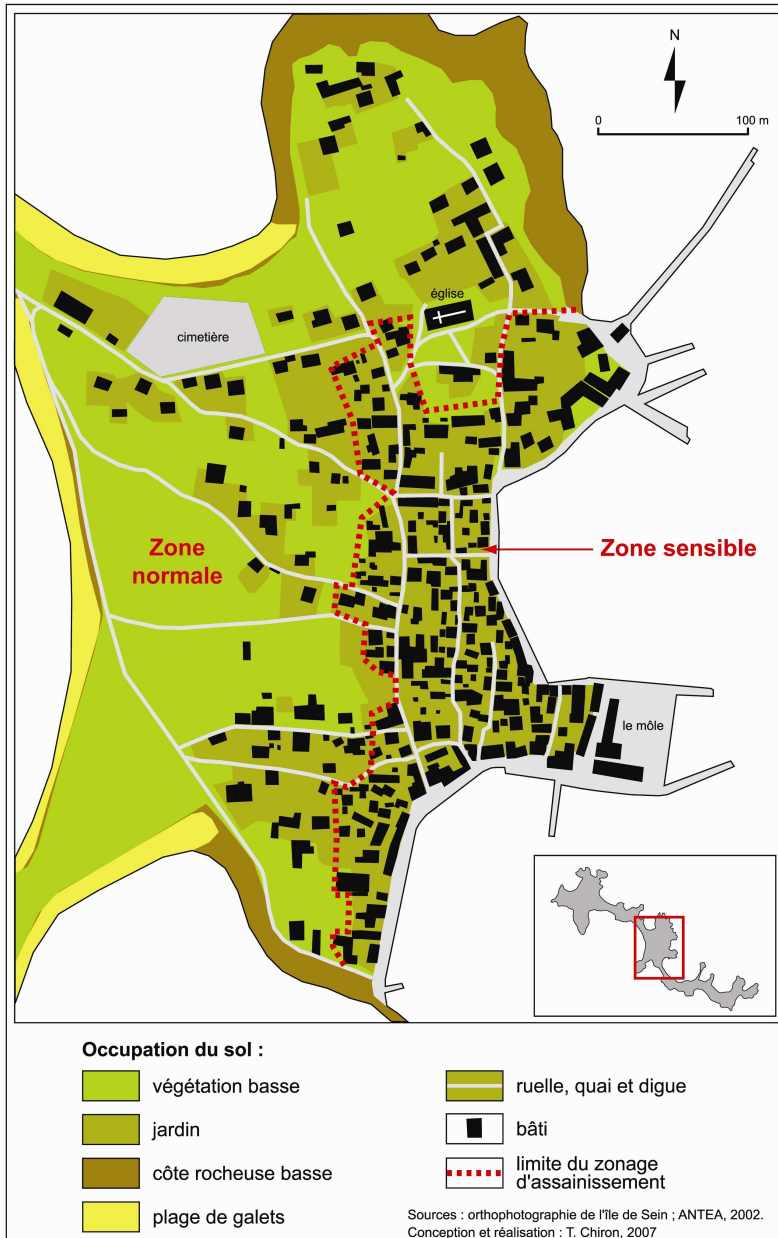 N
0 100 m
église
cimetière
Zone
normale
Zone sensible
le môle
Occupation du sol :
végétation basse
jardin
côte rocheuse basse
plage de galets
ruelle, quai et digue
bâti
limite du zonage
d'assainissement
Sources : orthophotographie de l'île de Sein ; ANTEA, 2002.
Conception et réalisation : T. Chiron, 2007